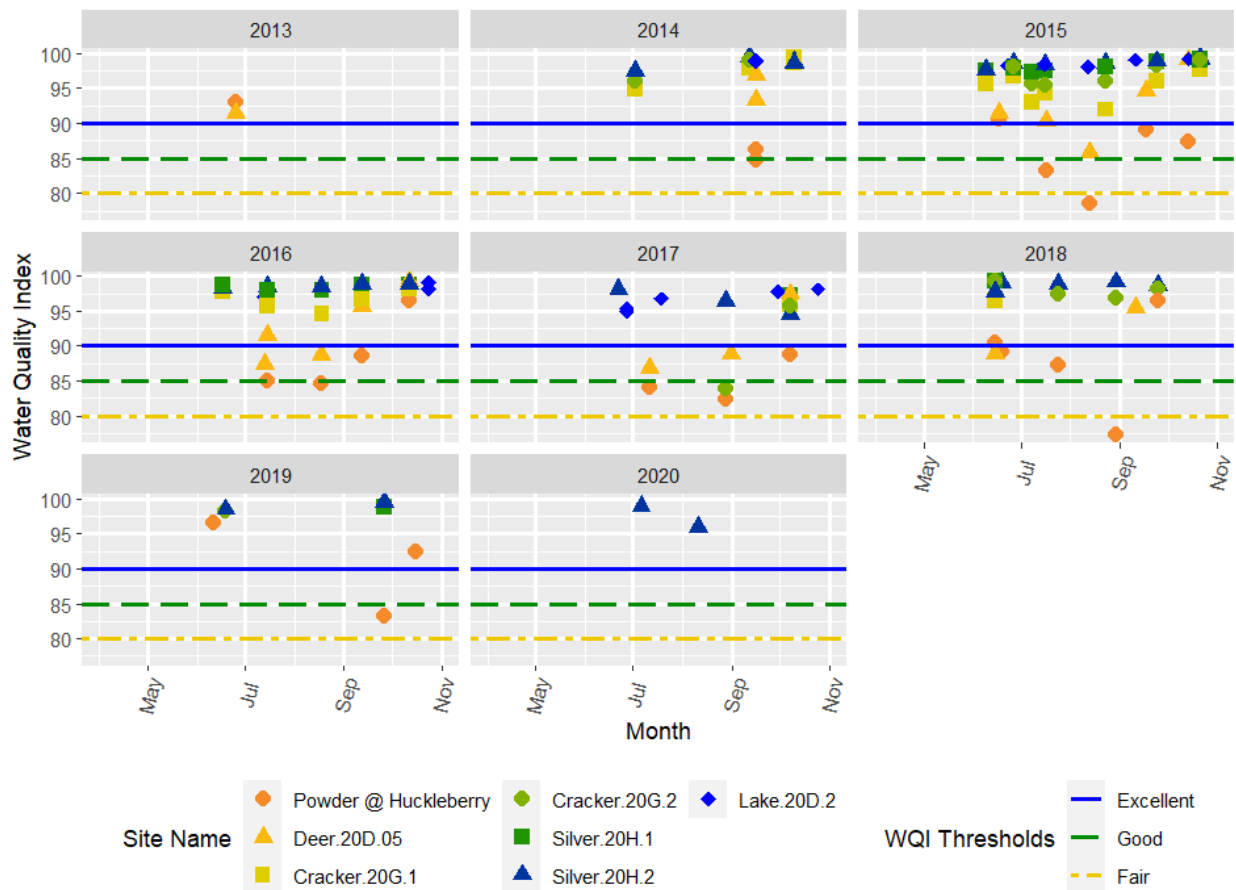 2013 2014 2015
100
95
90
85
80
2016 2017 2018
100
95
90
85
80
May Jul Sep Nov
2019 2020
100
95
90
85
80
May Jul Sep Nov May Jul Sep Nov
Water Quality Index
Month
Site Name
Powder @ Huckleberry
Deer.20D.05
Cracker.20G.1
Cracker.20G.2
Silver.20H.1
Silver.20H.2
Lake.20D.2
WQI Thresholds
Excellent
Good
Fair